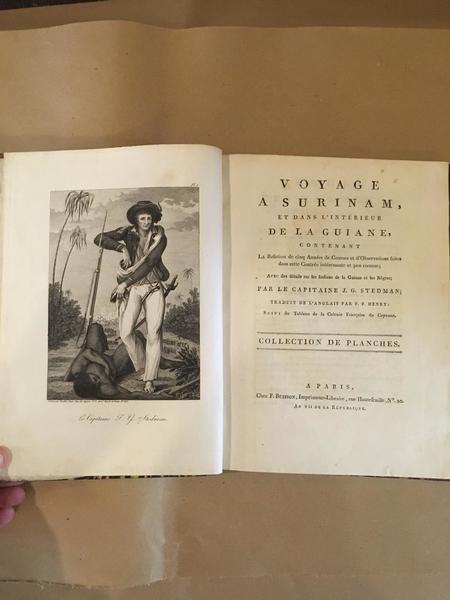 Le Capitaine J. G. Stedman
VOYAGE
A SURINAM,
ET DANS L'INTÉRIEUR
DE LA GUIANE,
CONTENANT
La Relation de cinq Années de Courses et d'Observations faites
dans cette Contrée intéressante et peu connue;
Avec des détails sur les Indiens de la Guiane et les Nègres;
PAR LE CAPITAINE J. G. STEDMAN;
TRADUIT DE L'ANGLAIS PAR P. F. HENRY:
Suivi du Tableau de la Colonie Française de Cayenne.
COLLECTION DE PLANCHES.
A PARIS,
Chez F. Buisson, Imprimeur-Libraire, rue Hautefeuille, N°. 20.
AN VII DE LA RÉPUBLIQUE.